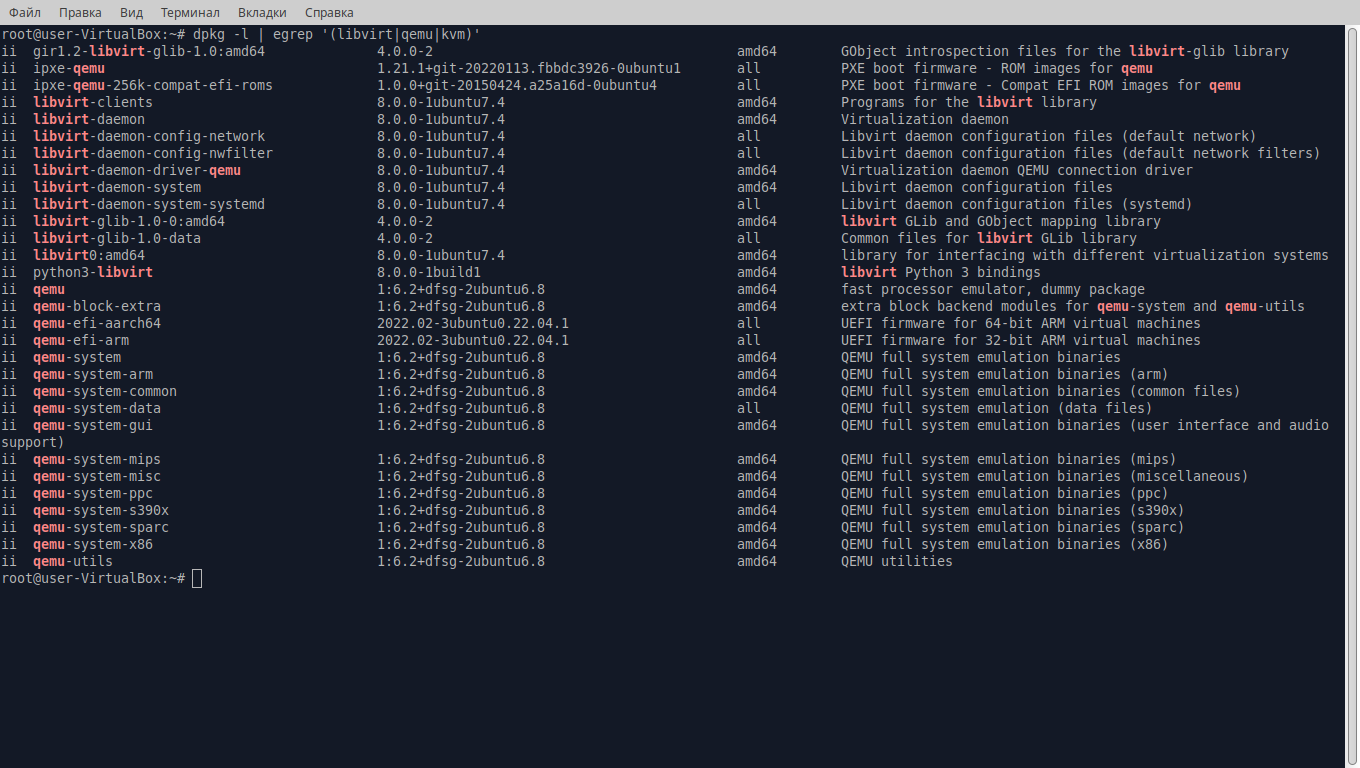 Файл Правка Вид Терминал Вкладки Справка
root@user-VirtualBox:~# dpkg -l | egrep '(libvirt|qemu|kvm)'
ii gir1.2-libvirt-glib-1.0:amd64 4.0.0-2 amd64 GObject introspection files for the libvirt-glib library
ii ipxe-qemu 1.21.1+git-20220113.fbbdc3926-0ubuntu1 all PXE boot firmware - ROM images for qemu
ii ipxe-qemu-256k-compat-efi-roms 1.0.0+git-20150424.a25a16d-0ubuntu4 all PXE boot firmware - Compat EFI ROM images for qemu
ii libvirt-clients 8.0.0-1ubuntu7.4 amd64 Programs for the libvirt library
ii libvirt-daemon 8.0.0-1ubuntu7.4 amd64 Virtualization daemon
ii libvirt-daemon-config-network 8.0.0-1ubuntu7.4 all Libvirt daemon configuration files (default network)
ii libvirt-daemon-config-nwfilter 8.0.0-1ubuntu7.4 all Libvirt daemon configuration files (default network filters)
ii libvirt-daemon-driver-qemu 8.0.0-1ubuntu7.4 amd64 Virtualization daemon QEMU connection driver
ii libvirt-daemon-system 8.0.0-1ubuntu7.4 amd64 Libvirt daemon configuration files
ii libvirt-daemon-system-systemd 8.0.0-1ubuntu7.4 all Libvirt daemon configuration files (systemd)
ii libvirt-glib-1.0-0:amd64 4.0.0-2 amd64 libvirt GLib and GObject mapping library
ii libvirt-glib-1.0-data 4.0.0-2 all Common files for libvirt GLib library
ii libvirt0:amd64 8.0.0-1ubuntu7.4 amd64 library for interfacing with different virtualization systems
ii python3-libvirt 8.0.0-1build1 amd64 libvirt Python 3 bindings
ii qemu 1:6.2+dfsg-2ubuntu6.8 amd64 fast processor emulator, dummy package
ii qemu-block-extra 1:6.2+dfsg-2ubuntu6.8 amd64 extra block backend modules for qemu-system and qemu-utils
ii qemu-efi-aarch64 2022.02-3ubuntu0.22.04.1 all UEFI firmware for 64-bit ARM virtual machines
ii qemu-efi-arm 2022.02-3ubuntu0.22.04.1 all UEFI firmware for 32-bit ARM virtual machines
ii qemu-system 1:6.2+dfsg-2ubuntu6.8 amd64 QEMU full system emulation binaries
ii qemu-system-arm 1:6.2+dfsg-2ubuntu6.8 amd64 QEMU full system emulation binaries (arm)
ii qemu-system-common 1:6.2+dfsg-2ubuntu6.8 amd64 QEMU full system emulation binaries (common files)
ii qemu-system-data 1:6.2+dfsg-2ubuntu6.8 all QEMU full system emulation (data files)
ii qemu-system-gui 1:6.2+dfsg-2ubuntu6.8 amd64 QEMU full system emulation binaries (user interface and audio
support)
ii qemu-system-mips 1:6.2+dfsg-2ubuntu6.8 amd64 QEMU full system emulation binaries (mips)
ii qemu-system-misc 1:6.2+dfsg-2ubuntu6.8 amd64 QEMU full system emulation binaries (miscellaneous)
ii qemu-system-ppc 1:6.2+dfsg-2ubuntu6.8 amd64 QEMU full system emulation binaries (ppc)
ii qemu-system-s390x 1:6.2+dfsg-2ubuntu6.8 amd64 QEMU full system emulation binaries (s390x)
ii qemu-system-sparc 1:6.2+dfsg-2ubuntu6.8 amd64 QEMU full system emulation binaries (sparc)
ii qemu-system-x86 1:6.2+dfsg-2ubuntu6.8 amd64 QEMU full system emulation binaries (x86)
ii qemu-utils 1:6.2+dfsg-2ubuntu6.8 amd64 QEMU utilities
root@user-VirtualBox:~#